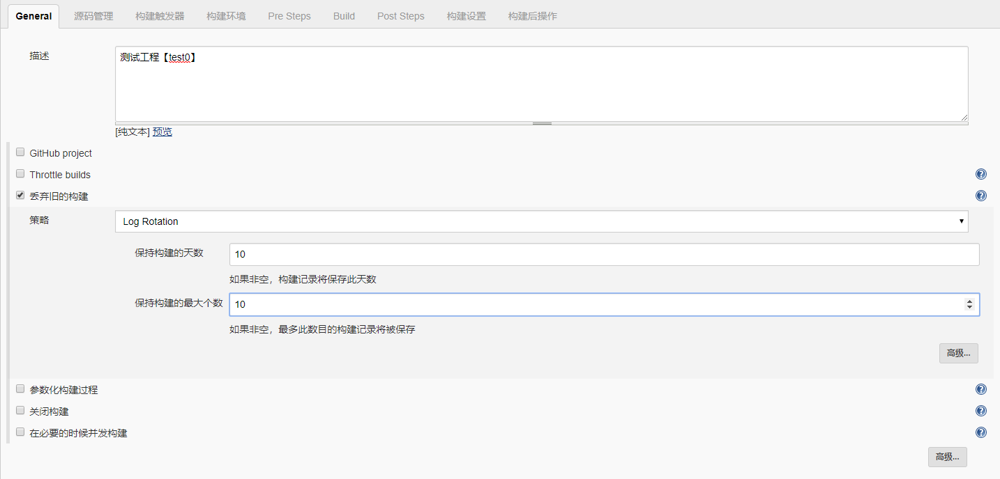 General 源码管理 构建触发器 构建环境 Pre Steps Build Post Steps 构建设置 构建后操作
描述
测试工程【test0】
[纯文本] 预览
GitHub project
Throttle builds
丢弃旧的构建
策略
Log Rotation
保持构建的天数
10
如果非空，构建记录将保存此天数
保持构建的最大个数
10
如果非空，最多此数目的构建记录将被保存
高级...
参数化构建过程
关闭构建
在必要的时候并发构建
高级...